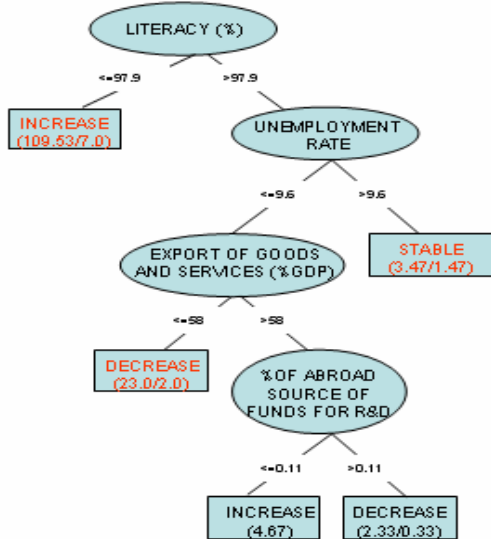 LITERACY (%)
<=97.9 >97.9
INCREASE
(109.53/7.0)
UNEMPLOYMENT
RATE
<=9.6 >9.6
EXPORT OF GOODS
AND SERVICES (%GDP)
STABLE
(3.47/1.47)
<=58 >58
DECREASE
(23.0/2.0)
%OF ABROAD
SOURCE OF
FUNDS FOR R&D
<=0.11 >0.11
INCREASE
(4.67)
DECREASE
(2.33/0.33)